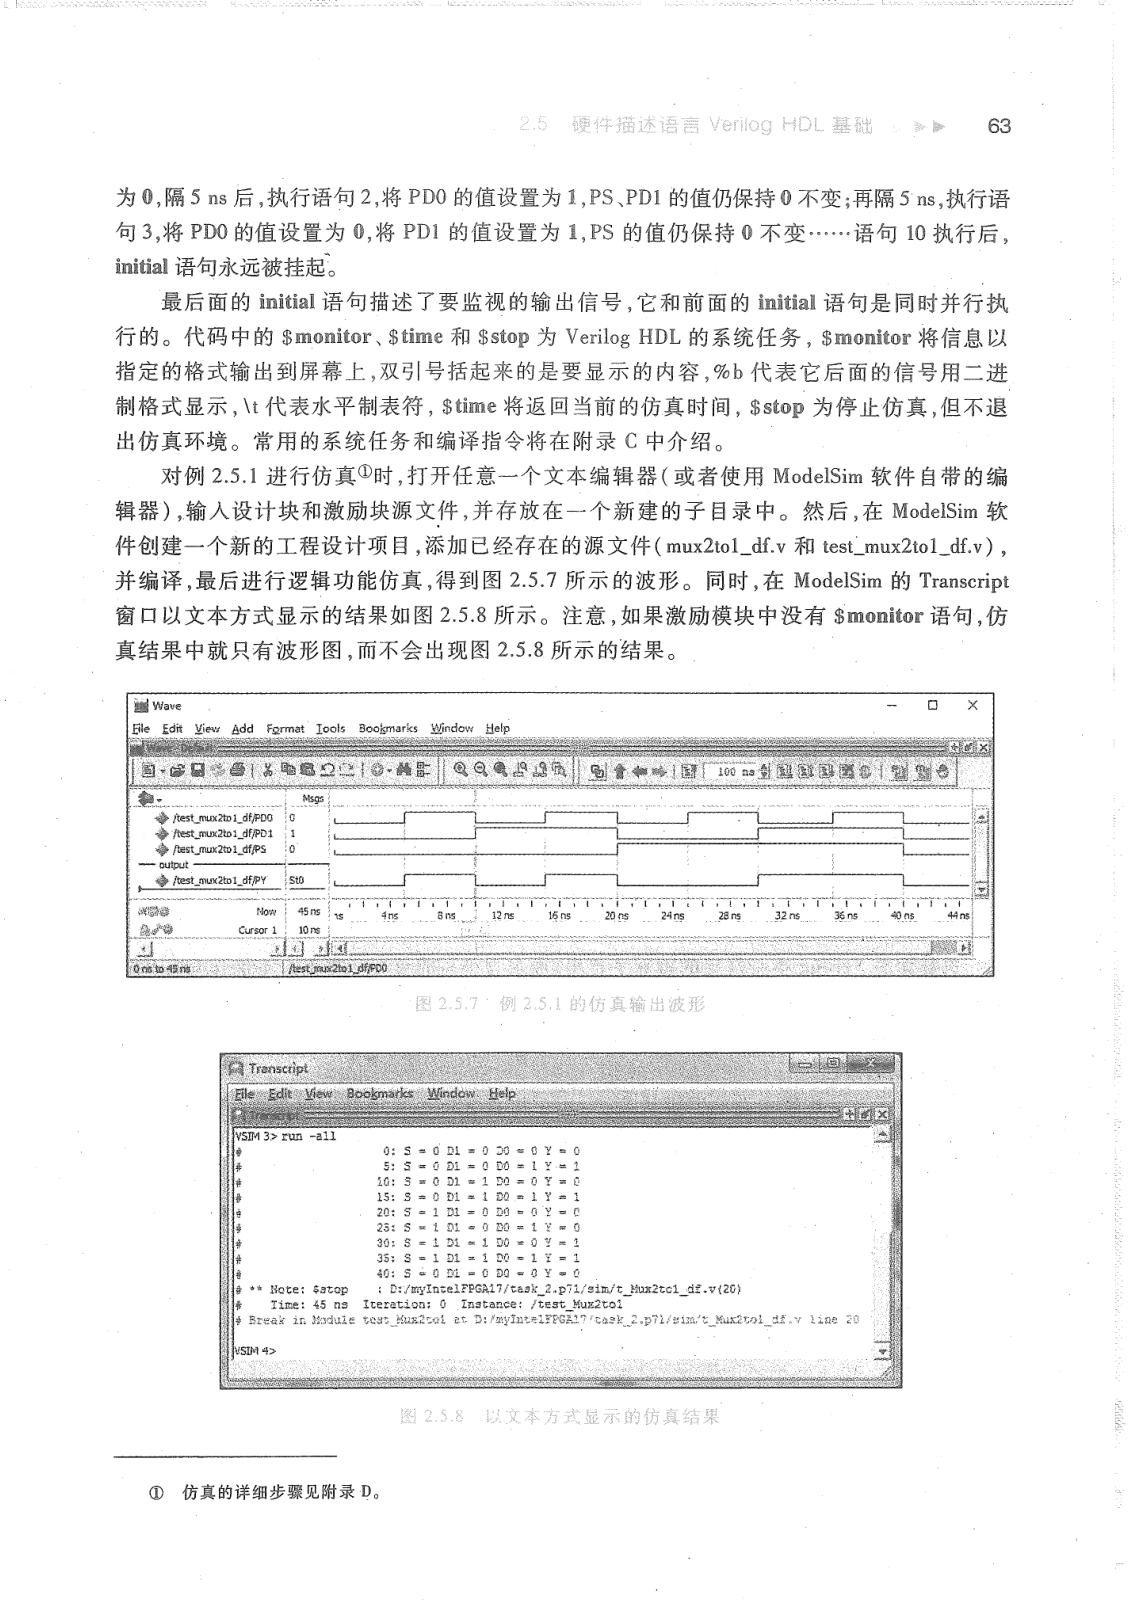 2.5 硬件描述语言 Verilog HDL 基础 63
为 0,隔 5 ns 后,执行语句 2,将 PD0 的值设置为 1,PS、PD1 的值仍保持 0 不变;再隔 5 ns,执行语
句 3,将 PD0 的值设置为 0,将 PD1 的值设置为 1,PS 的值仍保持 0 不变……语句 10 执行后,
initial 语句永远被挂起。
最后面的 initial 语句描述了要监视的输出信号,它和前面的 initial 语句是同时并行执
行的。代码中的 $monitor、$time 和 $stop 为 Verilog HDL 的系统任务, $monitor 将信息以
指定的格式输出到屏幕上,双引号括起来的是要显示的内容,%b 代表它后面的信号用二进
制格式显示,\t 代表水平制表符, $time 将返回当前的仿真时间, $stop 为停止仿真,但不退
出仿真环境。常用的系统任务和编译指令将在附录 C 中介绍。
对例 2.5.1 进行仿真①时,打开任意一个文本编辑器(或者使用 ModelSim 软件自带的编
辑器),输入设计块和激励块源文件,并存放在一个新建的子目录中。然后,在 ModelSim 软
件创建一个新的工程设计项目,添加已经存在的源文件(mux2to1_df.v 和 test_mux2to1_df.v),
并编译,最后进行逻辑功能仿真,得到图 2.5.7 所示的波形。同时,在 ModelSim 的 Transcript
窗口以文本方式显示的结果如图 2.5.8 所示。注意,如果激励模块中没有 $monitor 语句,仿
真结果中就只有波形图,而不会出现图 2.5.8 所示的结果。
Wave
File Edit View Add Format Tools Bookmarks Window Help
Wave - Default
100 ns
Msgs
/test_mux2to1_df/PD0 0
/test_mux2to1_df/PD1 1
/test_mux2to1_df/PS 0
output
/test_mux2to1_df/PY St0
Now 45 ns ns 4 ns 8 ns 12 ns 16 ns 20 ns 24 ns 28 ns 32 ns 36 ns 40 ns 44 ns
Cursor 1 10 ns
0 ns to 45 ns /test_mux2to1_df/PD0
图 2.5.7 例 2.5.1 的仿真输出波形
Transcript
File Edit View Bookmarks Window Help
Transcript
VSIM 3> run -all
# 0: S = 0 D1 = 0 D0 = 0 Y = 0
# 5: S = 0 D1 = 0 D0 = 1 Y = 1
# 10: S = 0 D1 = 1 D0 = 0 Y = 0
# 15: S = 0 D1 = 1 D0 = 1 Y = 1
# 20: S = 1 D1 = 0 D0 = 0 Y = 0
# 25: S = 1 D1 = 0 D0 = 1 Y = 0
# 30: S = 1 D1 = 1 D0 = 0 Y = 1
# 35: S = 1 D1 = 1 D0 = 1 Y = 1
# 40: S = 0 D1 = 0 D0 = 0 Y = 0
# ** Note: $stop : D:/myIntelFPGA17/task_2.p71/sim/t_Mux2to1_df.v(20)
# Time: 45 ns Iteration: 0 Instance: /test_Mux2to1
# Break in Module test_Mux2to1 at D:/myIntelFPGA17/task_2.p71/sim/t_Mux2to1_df.v line 20
VSIM 4>
图 2.5.8 以文本方式显示的仿真结果
① 仿真的详细步骤见附录 D。